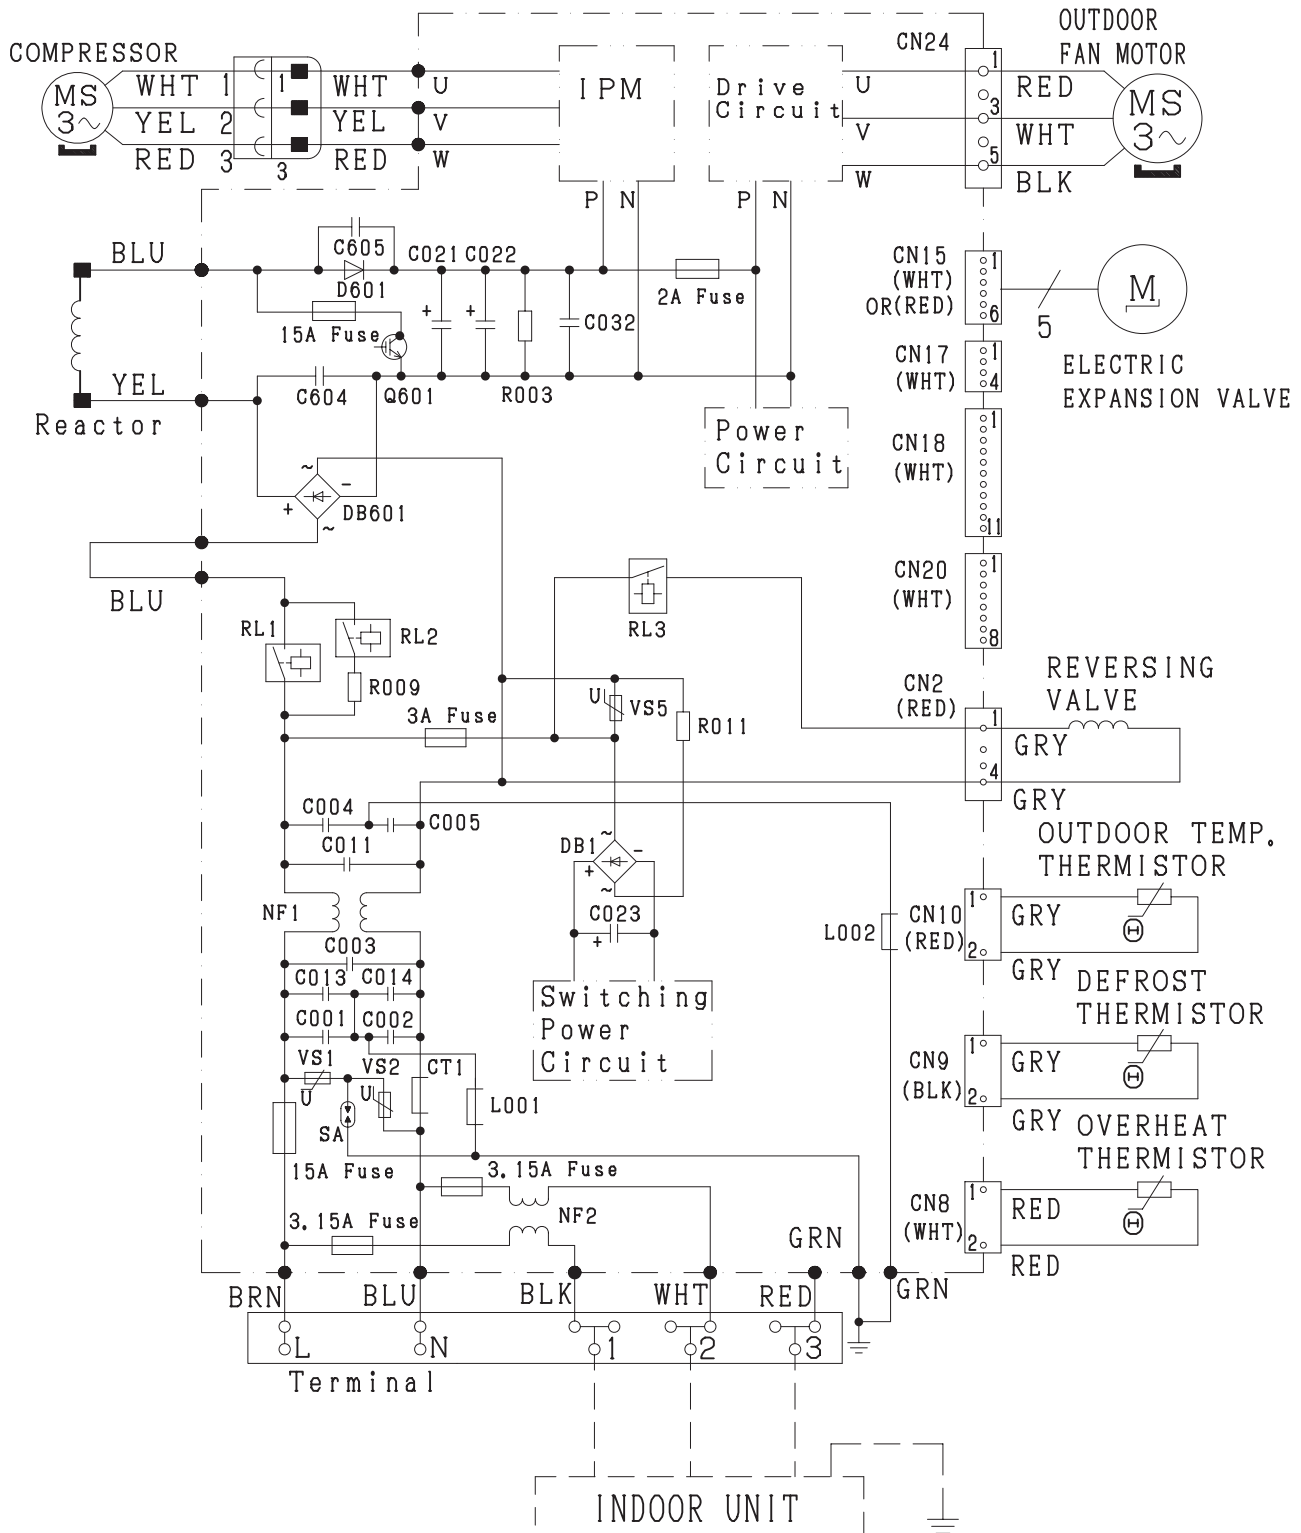 OUTDOOR
FAN MOTOR
CN24
COMPRESSOR
MS
3~
WHT 1
YEL 2
RED 3
1
3
WHT
YEL
RED
U
V
W
IPM
P N
Drive
Circuit
P N
U
V
W
1
3
5
RED
WHT
BLK
MS
3~
BLU
YEL
Reactor
C605
D601
15A Fuse
C021 C022
+ +
C604
Q601
R003
C032
2A Fuse
Power
Circuit
CN15
(WHT)
OR(RED)
1
6
5
M
ELECTRIC
EXPANSION VALVE
CN17
(WHT)
1
4
CN18
(WHT)
1
11
CN20
(WHT)
1
8
~
+
-
~
DB601
BLU
RL1
RL2
R009
RL3
3A Fuse
U
VS5
R011
CN2
(RED)
1
4
REVERSING
VALVE
GRY
GRY
C004
C005
C011
NF1
C003
C013 C014
C001 C002
VS1
U
VS2
U
CT1
SA
L001
15A Fuse
DB1
~
+
-
~
C023
+
Switching
Power
Circuit
L002
OUTDOOR TEMP.
THERMISTOR
CN10
(RED)
1
2
GRY
GRY
Θ
DEFROST
THERMISTOR
CN9
(BLK)
1
2
GRY
GRY
Θ
OVERHEAT
THERMISTOR
CN8
(WHT)
1
2
RED
RED
Θ
3.15A Fuse
3.15A Fuse
NF2
GRN
GRN
BRN
BLU
BLK
WHT
RED
L
N
1
2
3
Terminal
INDOOR UNIT